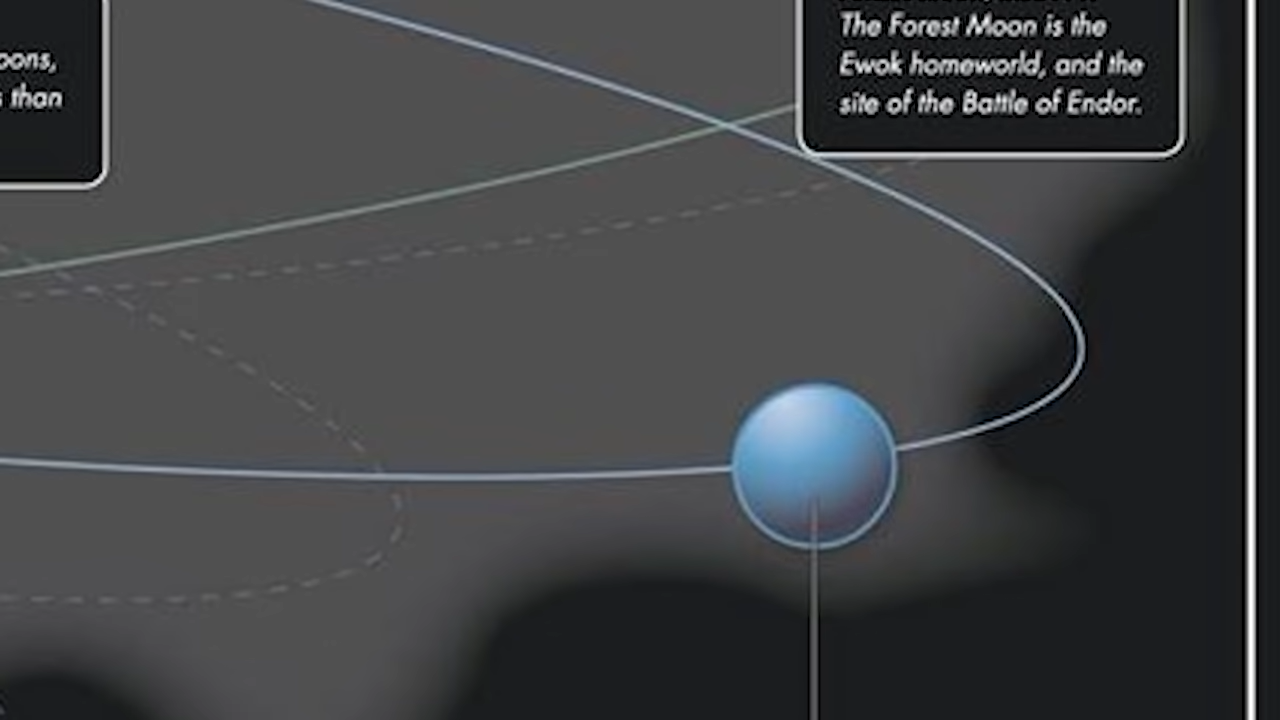 oons,
s than
The Forest Moon is the
Ewok homeworld, and the
site of the Battle of Endor.